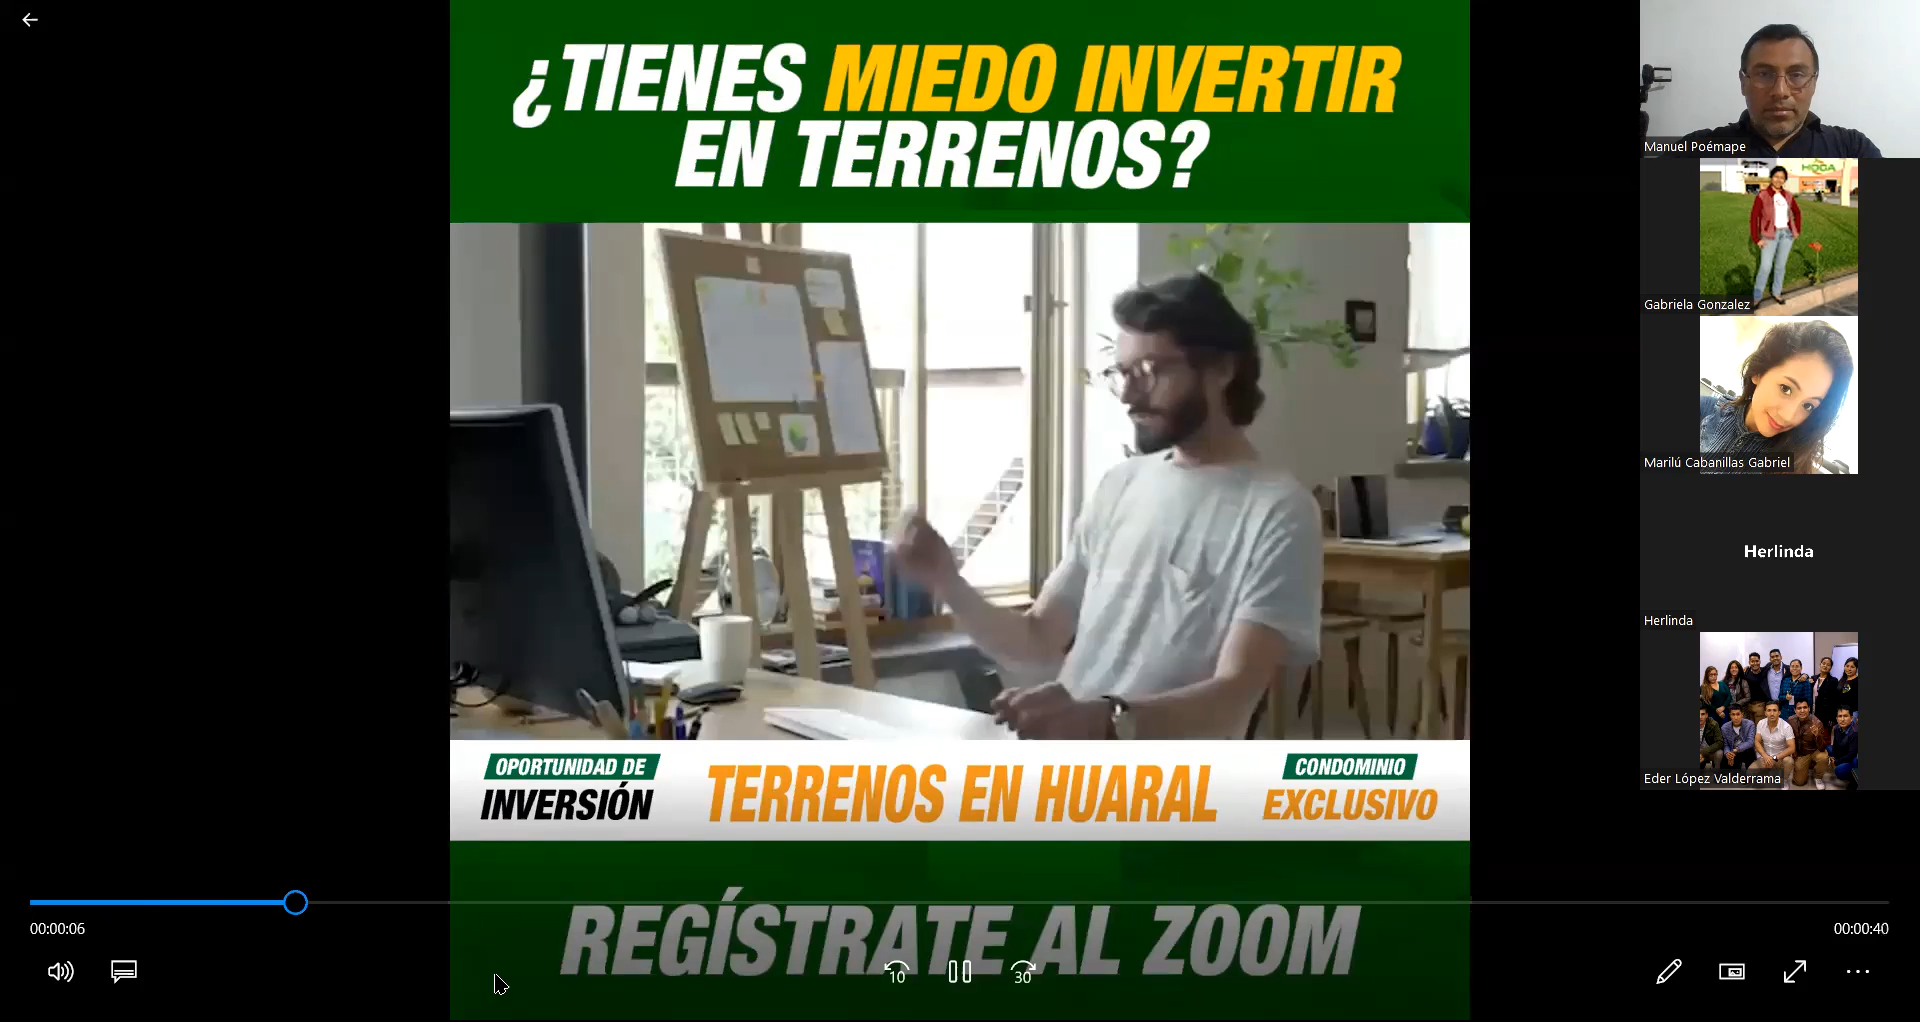 ¿TIENES MIEDO INVERTIR
EN TERRENOS?
OPORTUNIDAD DE
INVERSIÓN
TERRENOS EN HUARAL
CONDOMINIO
EXCLUSIVO
REGÍSTRATE AL ZOOM
00:00:06
00:00:40
10
30
Manuel Poémape
Gabriela Gonzalez
Marilú Cabanillas Gabriel
Herlinda
Herlinda
Eder López Valderrama